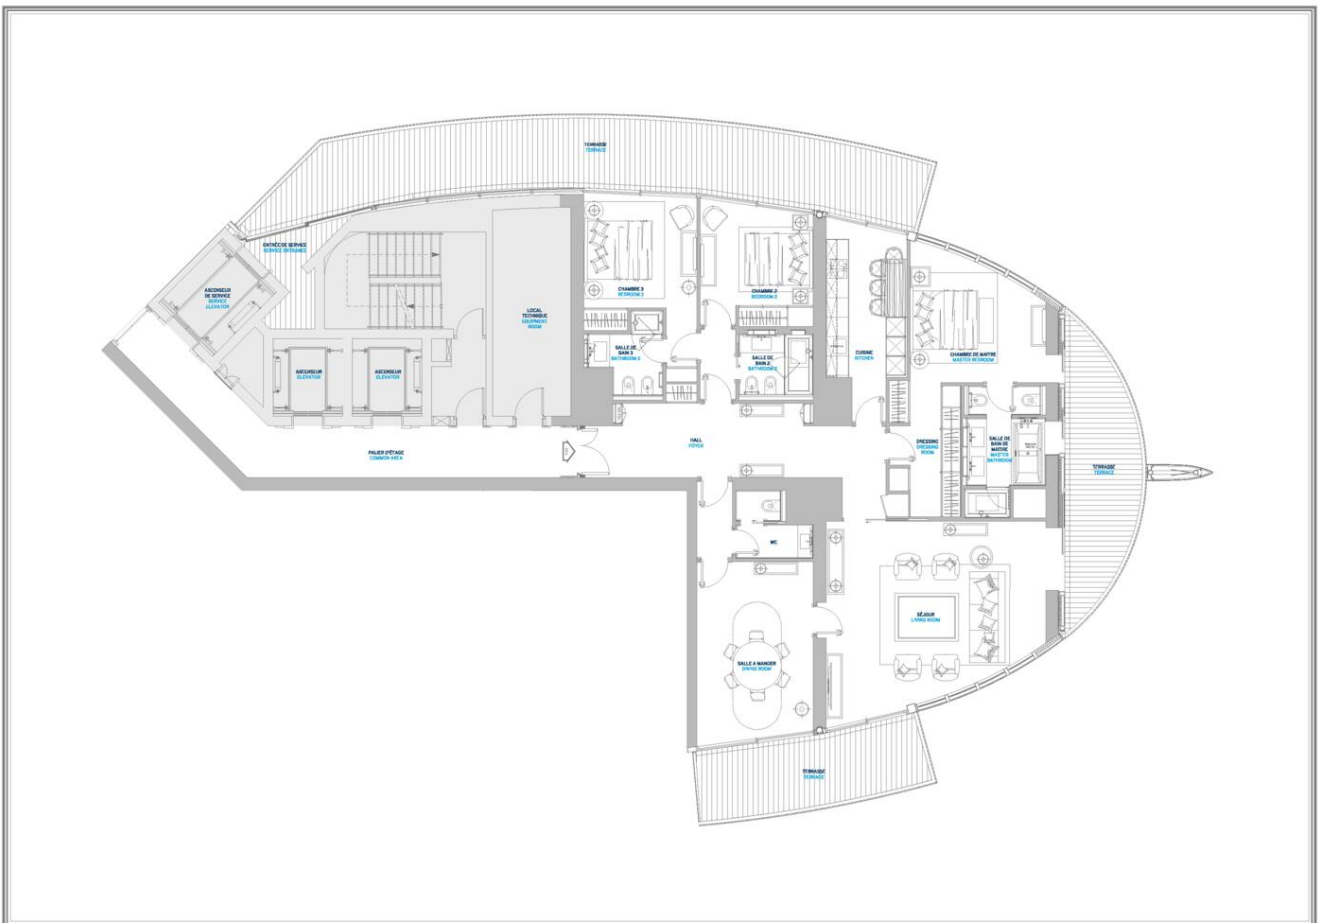 TERRASSE
TERRACE
ENTRÉE DE SERVICE
SERVICE ENTRANCE
ASCENSEUR
DE SERVICE
SERVICE
ELEVATOR
CHAMBRE 3
BEDROOM 3
CHAMBRE 2
BEDROOM 2
LOCAL
TECHNIQUE
EQUIPMENT
ROOM
CUISINE
KITCHEN
CHAMBRE DE MAITRE
MASTER BEDROOM
SALLE DE
BAIN 3
BATHROOM 3
SALLE DE
BAIN 2
BATHROOM 2
ASCENSEUR
ELEVATOR
ASCENSEUR
ELEVATOR
PALIER D'ÉTAGE
COMMON AREA
HALL
FOYER
DRESSING
DRESSING
ROOM
SALLE DE
BAIN DE
MAITRE
MASTER
BATHROOM
TERRASSE
TERRACE
WC
SÉJOUR
LIVING ROOM
SALLE A MANGER
DINING ROOM
TERRASSE
TERRACE